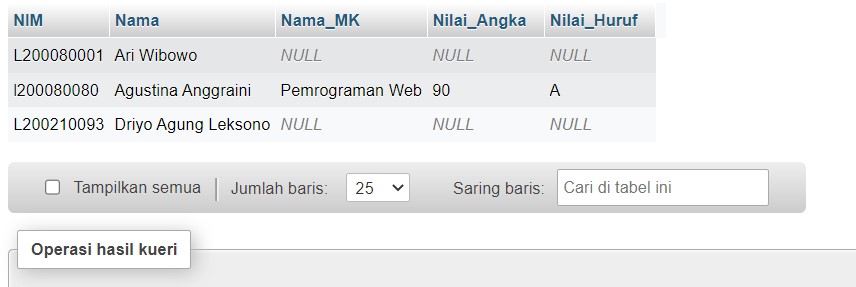 NIM Nama Nama_MK Nilai_Angka Nilai_Huruf
L200080001 Ari Wibowo NULL NULL NULL
l200080080 Agustina Anggraini Pemrograman Web 90 A
L200210093 Driyo Agung Leksono NULL NULL NULL
Tampilkan semua Jumlah baris: 25 Saring baris: Cari di tabel ini
Operasi hasil kueri